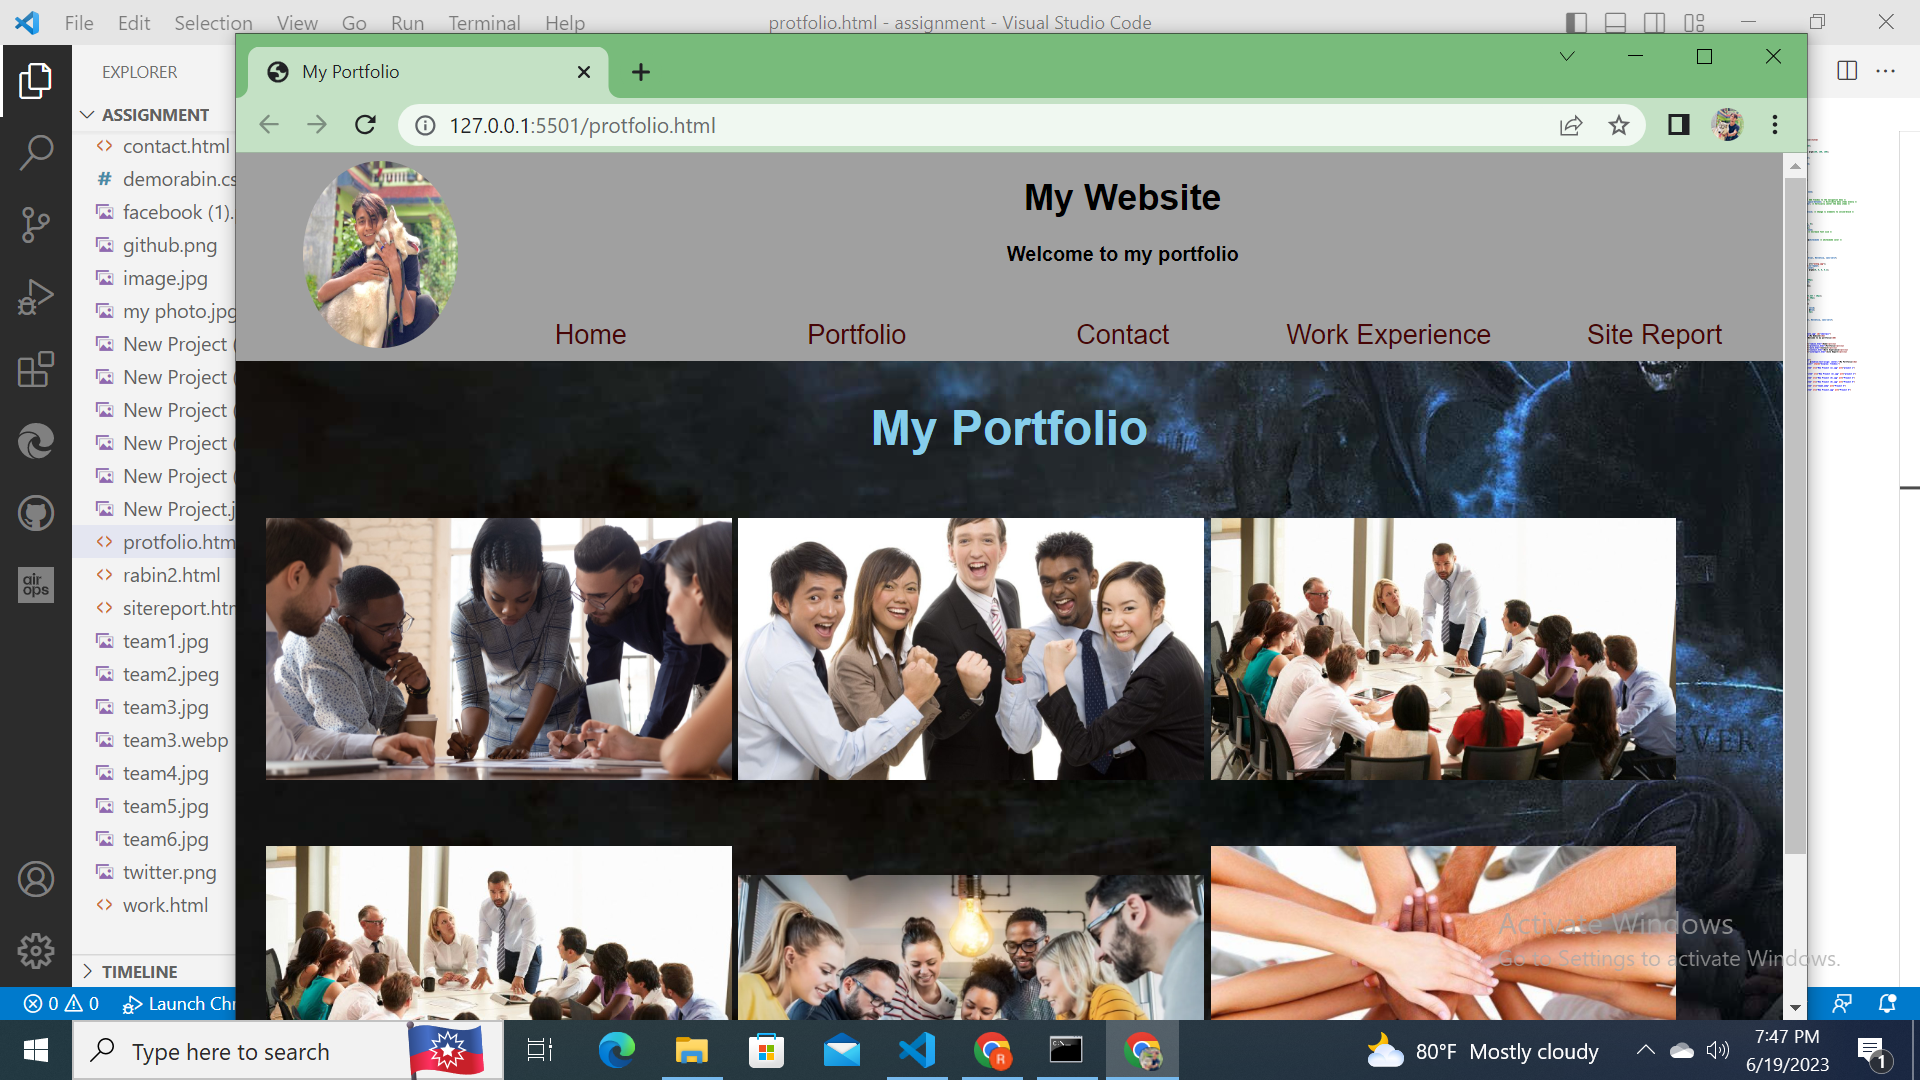 File Edit Selection View Go Run Terminal Help
protfolio.html - assignment - Visual Studio Code
EXPLORER
ASSIGNMENT
contact.html
demorabin.cs
facebook (1).
github.png
image.jpg
my photo.jpg
New Project (
New Project (
New Project (
New Project (
New Project (
New Project.j
protfolio.htm
rabin2.html
sitereport.htm
team1.jpg
team2.jpeg
team3.jpg
team3.webp
team4.jpg
team5.jpg
team6.jpg
twitter.png
work.html
TIMELINE
air
ops
0 0 Launch Chr
My Portfolio
127.0.0.1:5501/protfolio.html
My Website
Welcome to my portfolio
Home Portfolio Contact Work Experience Site Report
My Portfolio
EVER
Activate Windows
Go to Settings to activate Windows.
Type here to search
R
80°F Mostly cloudy
7:47 PM
6/19/2023
1